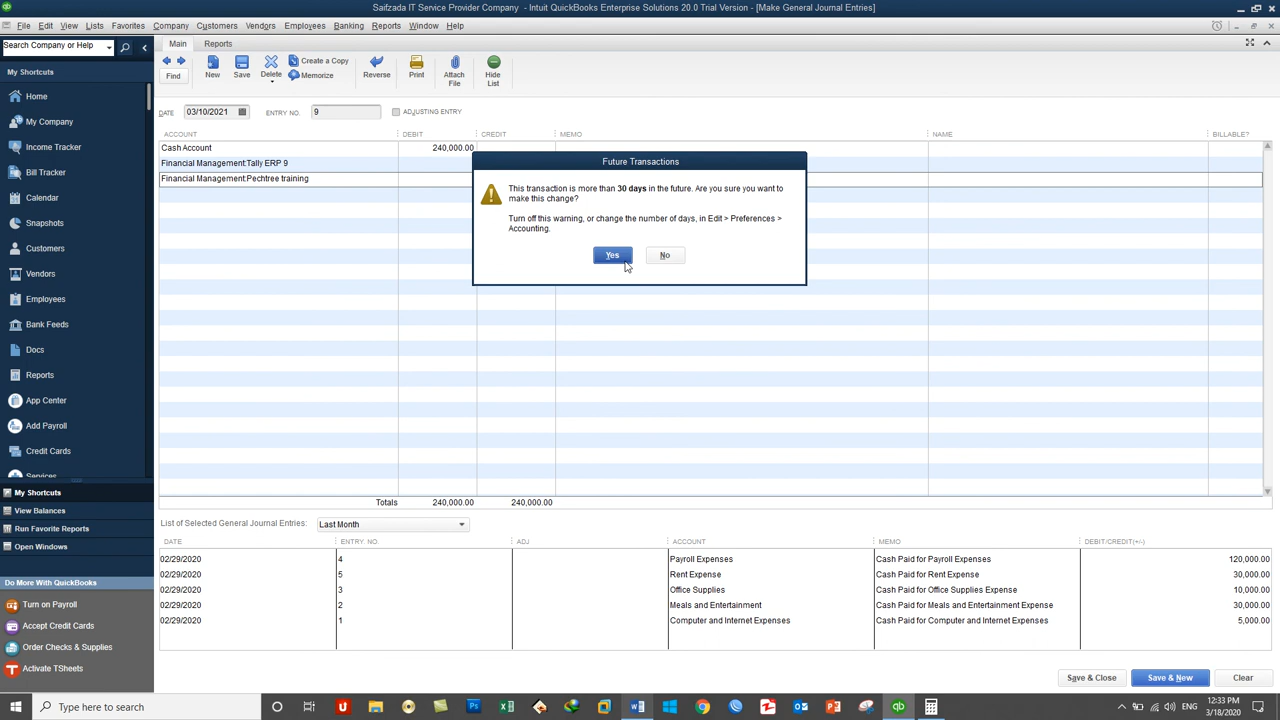 Saifzada IT Service Provider Company - Intuit QuickBooks Enterprise Solutions 20.0 Trial Version - [Make General Journal Entries]
File Edit View Lists Favorites Company Customers Vendors Employees Banking Reports Window Help
Search Company or Help
Main Reports
My Shortcuts
Find New Save Delete Create a Copy Memorize Reverse Print Attach File Hide List
Home
My Company
Income Tracker
Bill Tracker
Calendar
Snapshots
Customers
Vendors
Employees
Bank Feeds
Docs
Reports
App Center
Add Payroll
Credit Cards
Services
My Shortcuts
View Balances
Run Favorite Reports
Open Windows
Do More With QuickBooks
Turn on Payroll
Accept Credit Cards
Order Checks & Supplies
Activate TSheets
DATE 03/10/2021 ENTRY NO. 9 ADJUSTING ENTRY
ACCOUNT DEBIT CREDIT MEMO NAME BILLABLE?
Cash Account 240,000.00
Financial Management:Tally ERP 9
Financial Management:Pechtree training
Future Transactions
This transaction is more than 30 days in the future. Are you sure you want to
make this change?
Turn off this warning, or change the number of days, in Edit > Preferences >
Accounting.
Yes No
Totals 240,000.00 240,000.00
List of Selected General Journal Entries: Last Month
DATE ENTRY. NO. ADJ ACCOUNT MEMO DEBIT/CREDIT(+/-)
02/29/2020 4 Payroll Expenses Cash Paid for Payroll Expenses 120,000.00
02/29/2020 5 Rent Expense Cash Paid for Rent Expense 30,000.00
02/29/2020 3 Office Supplies Cash Paid for Office Supplies Expense 10,000.00
02/29/2020 2 Meals and Entertainment Cash Paid for Meals and Entertainment Expense 30,000.00
02/29/2020 1 Computer and Internet Expenses Cash Paid for Computer and Internet Expenses 5,000.00
Save & Close Save & New Clear
Type here to search
12:33 PM
3/18/2020